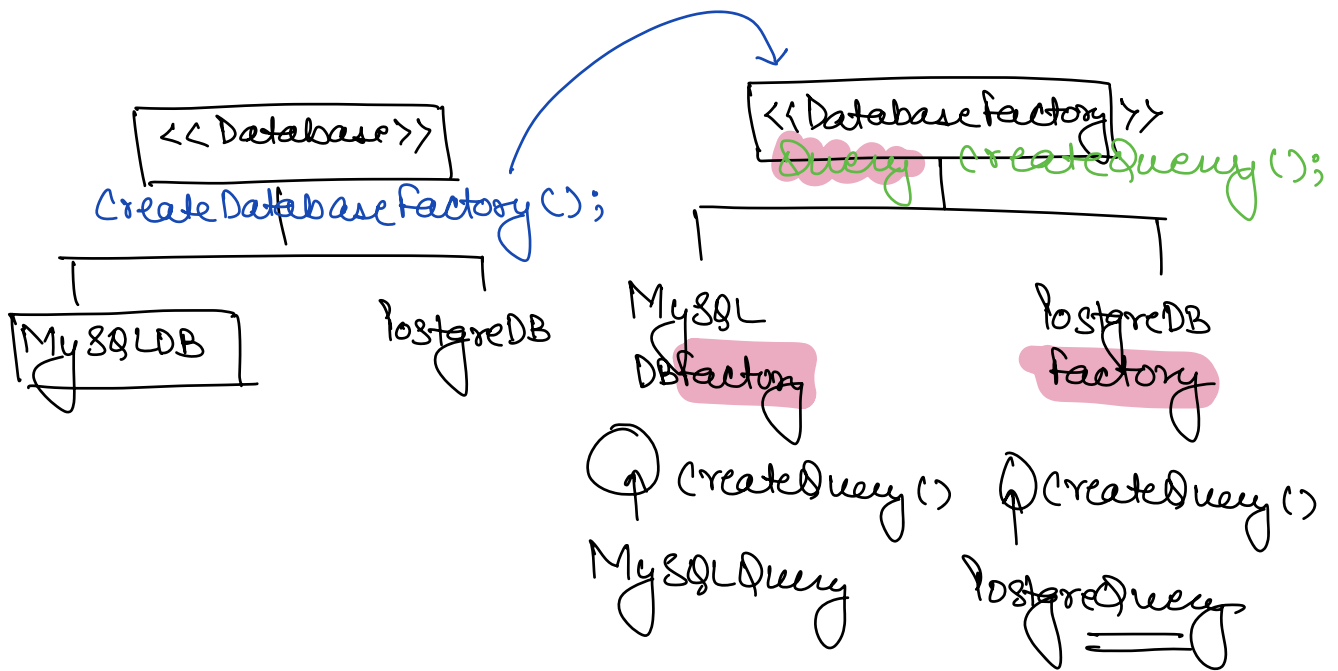 <<Database>>
CreateDatabaseFactory();
MySQLDB
PostgreDB
<<DatabaseFactory>>
Query createQuery();
MySQL
DBFactory
createQuery()
MySQLQuery
PostgreDB
Factory
createQuery()
PostgreQuery